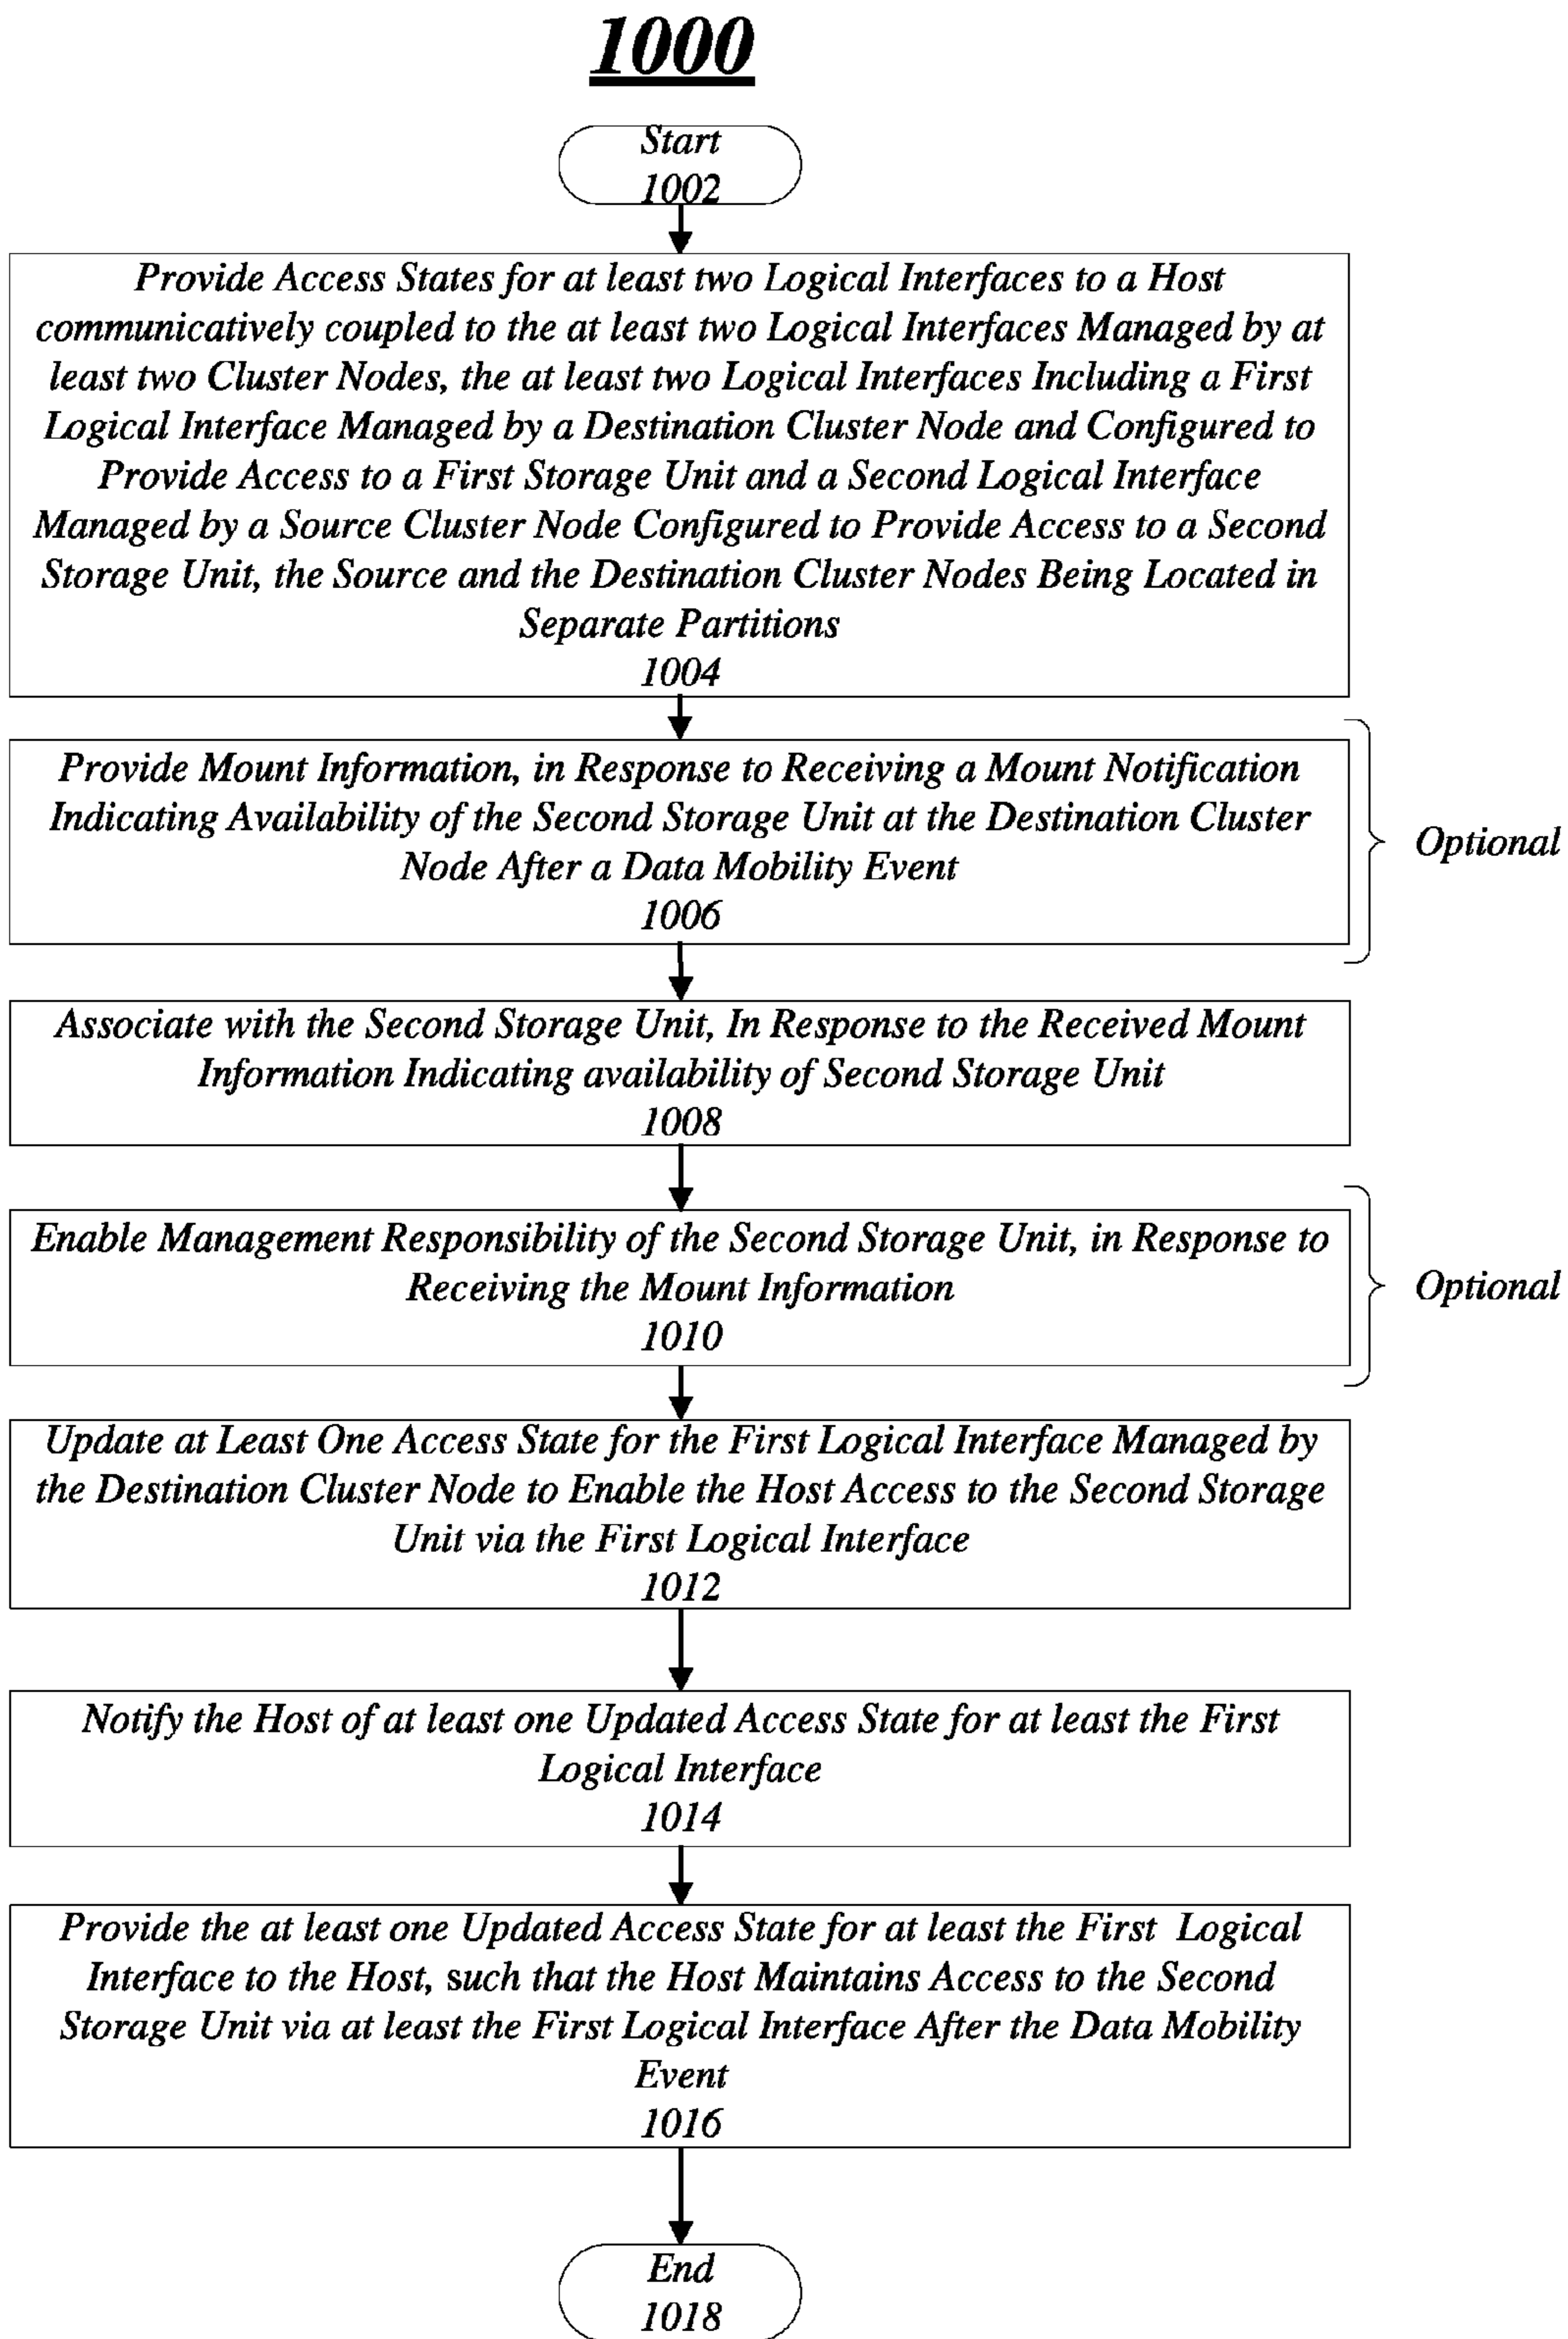 1000
Start
1002
Provide Access States for at least two Logical Interfaces to a Host
communicatively coupled to the at least two Logical Interfaces Managed by at
least two Cluster Nodes, the at least two Logical Interfaces Including a First
Logical Interface Managed by a Destination Cluster Node and Configured to
Provide Access to a First Storage Unit and a Second Logical Interface
Managed by a Source Cluster Node Configured to Provide Access to a Second
Storage Unit, the Source and the Destination Cluster Nodes Being Located in
Separate Partitions
1004
Provide Mount Information, in Response to Receiving a Mount Notification
Indicating Availability of the Second Storage Unit at the Destination Cluster
Node After a Data Mobility Event
1006
Optional
Associate with the Second Storage Unit, In Response to the Received Mount
Information Indicating availability of Second Storage Unit
1008
Enable Management Responsibility of the Second Storage Unit, in Response to
Receiving the Mount Information
1010
Optional
Update at Least One Access State for the First Logical Interface Managed by
the Destination Cluster Node to Enable the Host Access to the Second Storage
Unit via the First Logical Interface
1012
Notify the Host of at least one Updated Access State for at least the First
Logical Interface
1014
Provide the at least one Updated Access State for at least the First Logical
Interface to the Host, such that the Host Maintains Access to the Second
Storage Unit via at least the First Logical Interface After the Data Mobility
Event
1016
End
1018